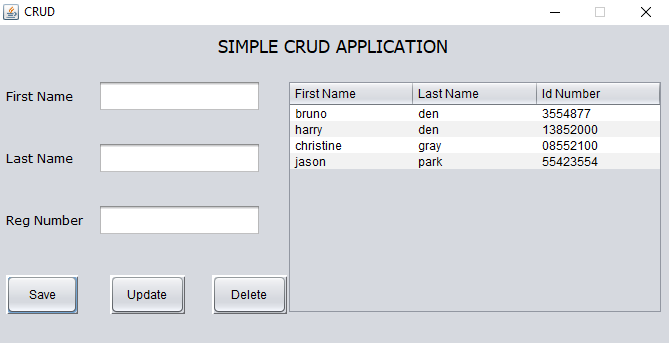 CRUD
SIMPLE CRUD APPLICATION
First Name
Last Name
Reg Number
Save Update Delete
First Name Last Name Id Number
bruno den 3554877
harry den 13852000
christine gray 08552100
jason park 55423554